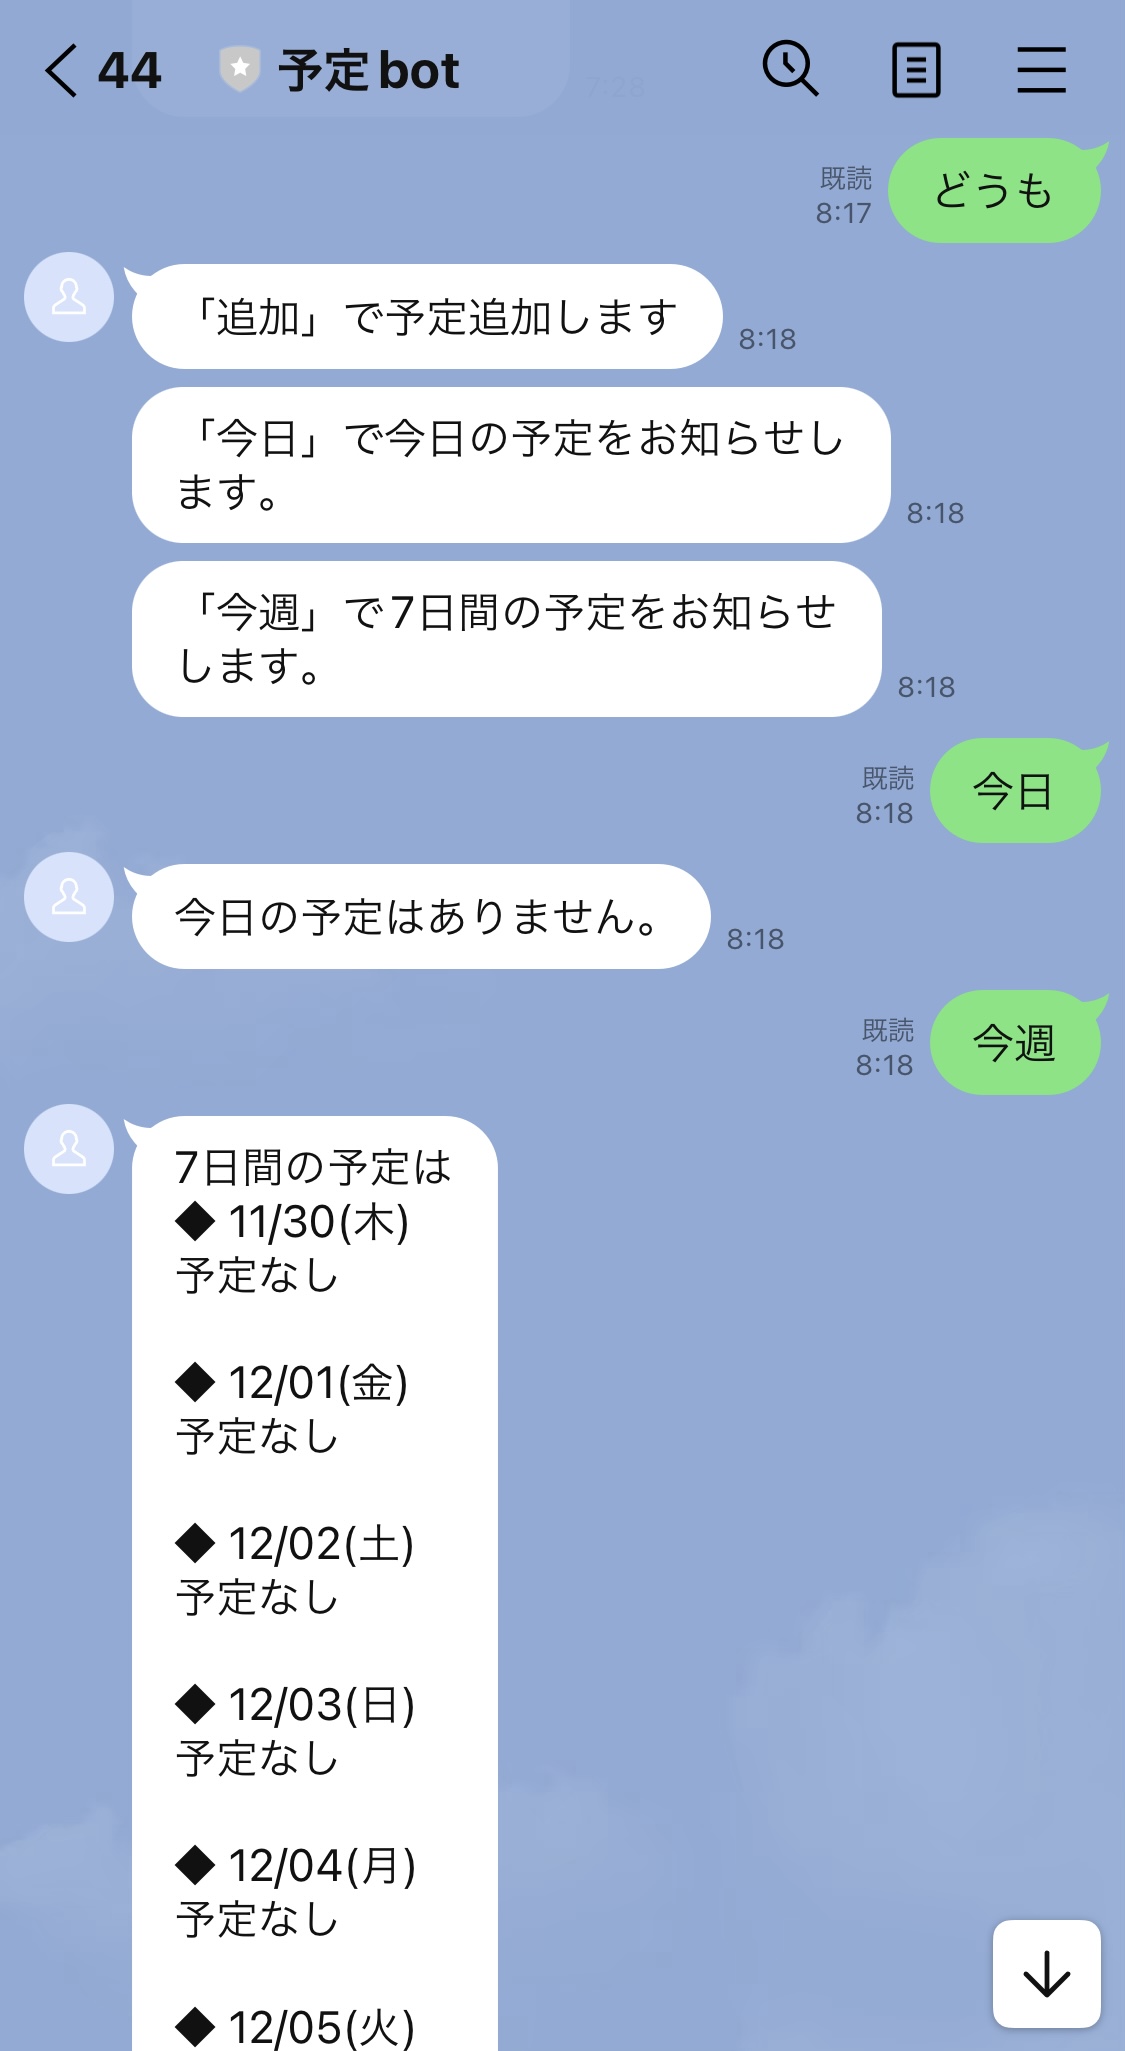 44 予定bot
7:28
どうも
既読
8:17
「追加」で予定追加します
8:18
「今日」で今日の予定をお知らせし
ます。
8:18
「今週」で7日間の予定をお知らせ
します。
8:18
今日
既読
8:18
今日の予定はありません。
8:18
今週
既読
8:18
7日間の予定は
◆ 11/30(木)
予定なし
◆ 12/01(金)
予定なし
◆ 12/02(土)
予定なし
◆ 12/03(日)
予定なし
◆ 12/04(月)
予定なし
◆ 12/05(火)